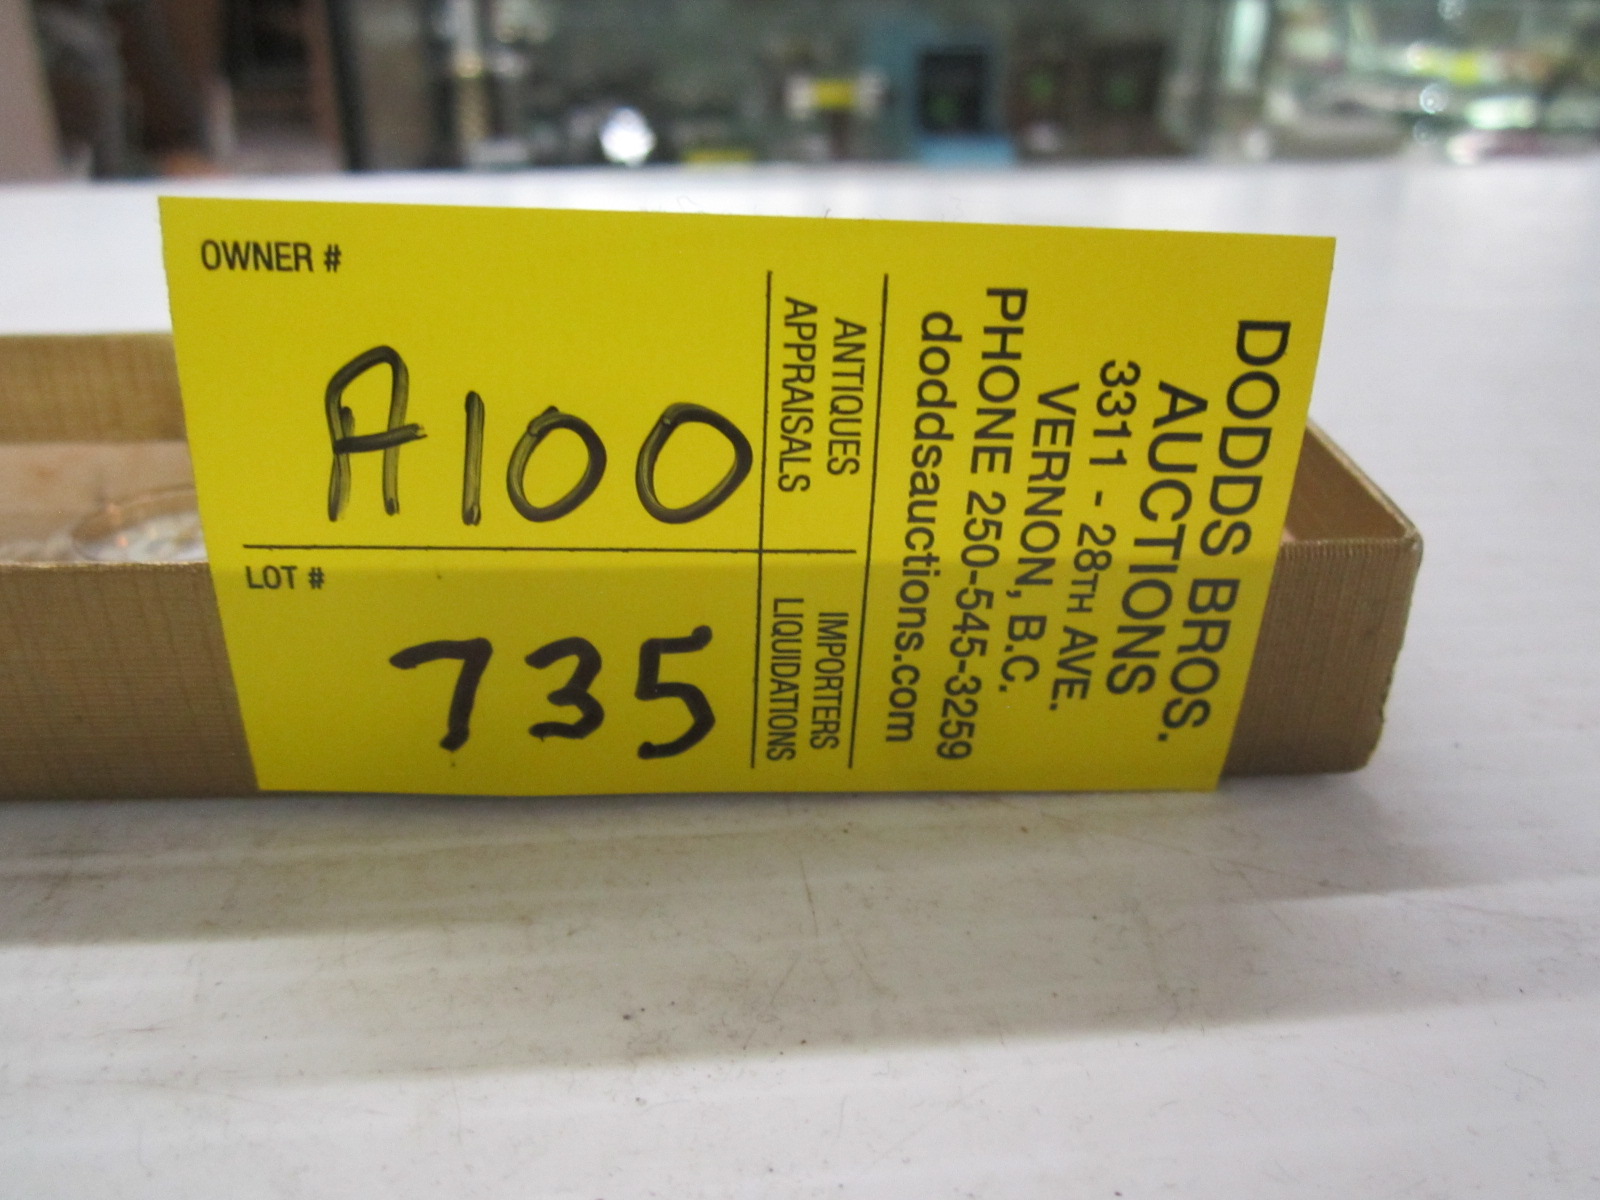 OWNER #
A100
LOT #
735
ANTIQUES
APPRAISALS
IMPORTERS
LIQUIDATIONS
DODDS BROS.
AUCTIONS
3311 - 28TH AVE.
VERNON, B.C.
PHONE 250-545-3259
doddsauctions.com